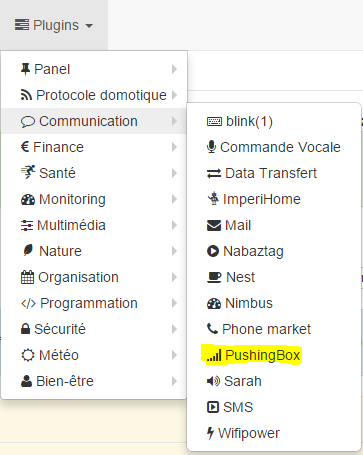 Plugins
Panel
Protocole domotique
Communication
Finance
Santé
Monitoring
Multimédia
Nature
Organisation
Programmation
Sécurité
Météo
Bien-être
blink(1)
Commande Vocale
Data Transfert
ImperiHome
Mail
Nabaztag
Nest
Nimbus
Phone market
PushingBox
Sarah
SMS
Wifipower